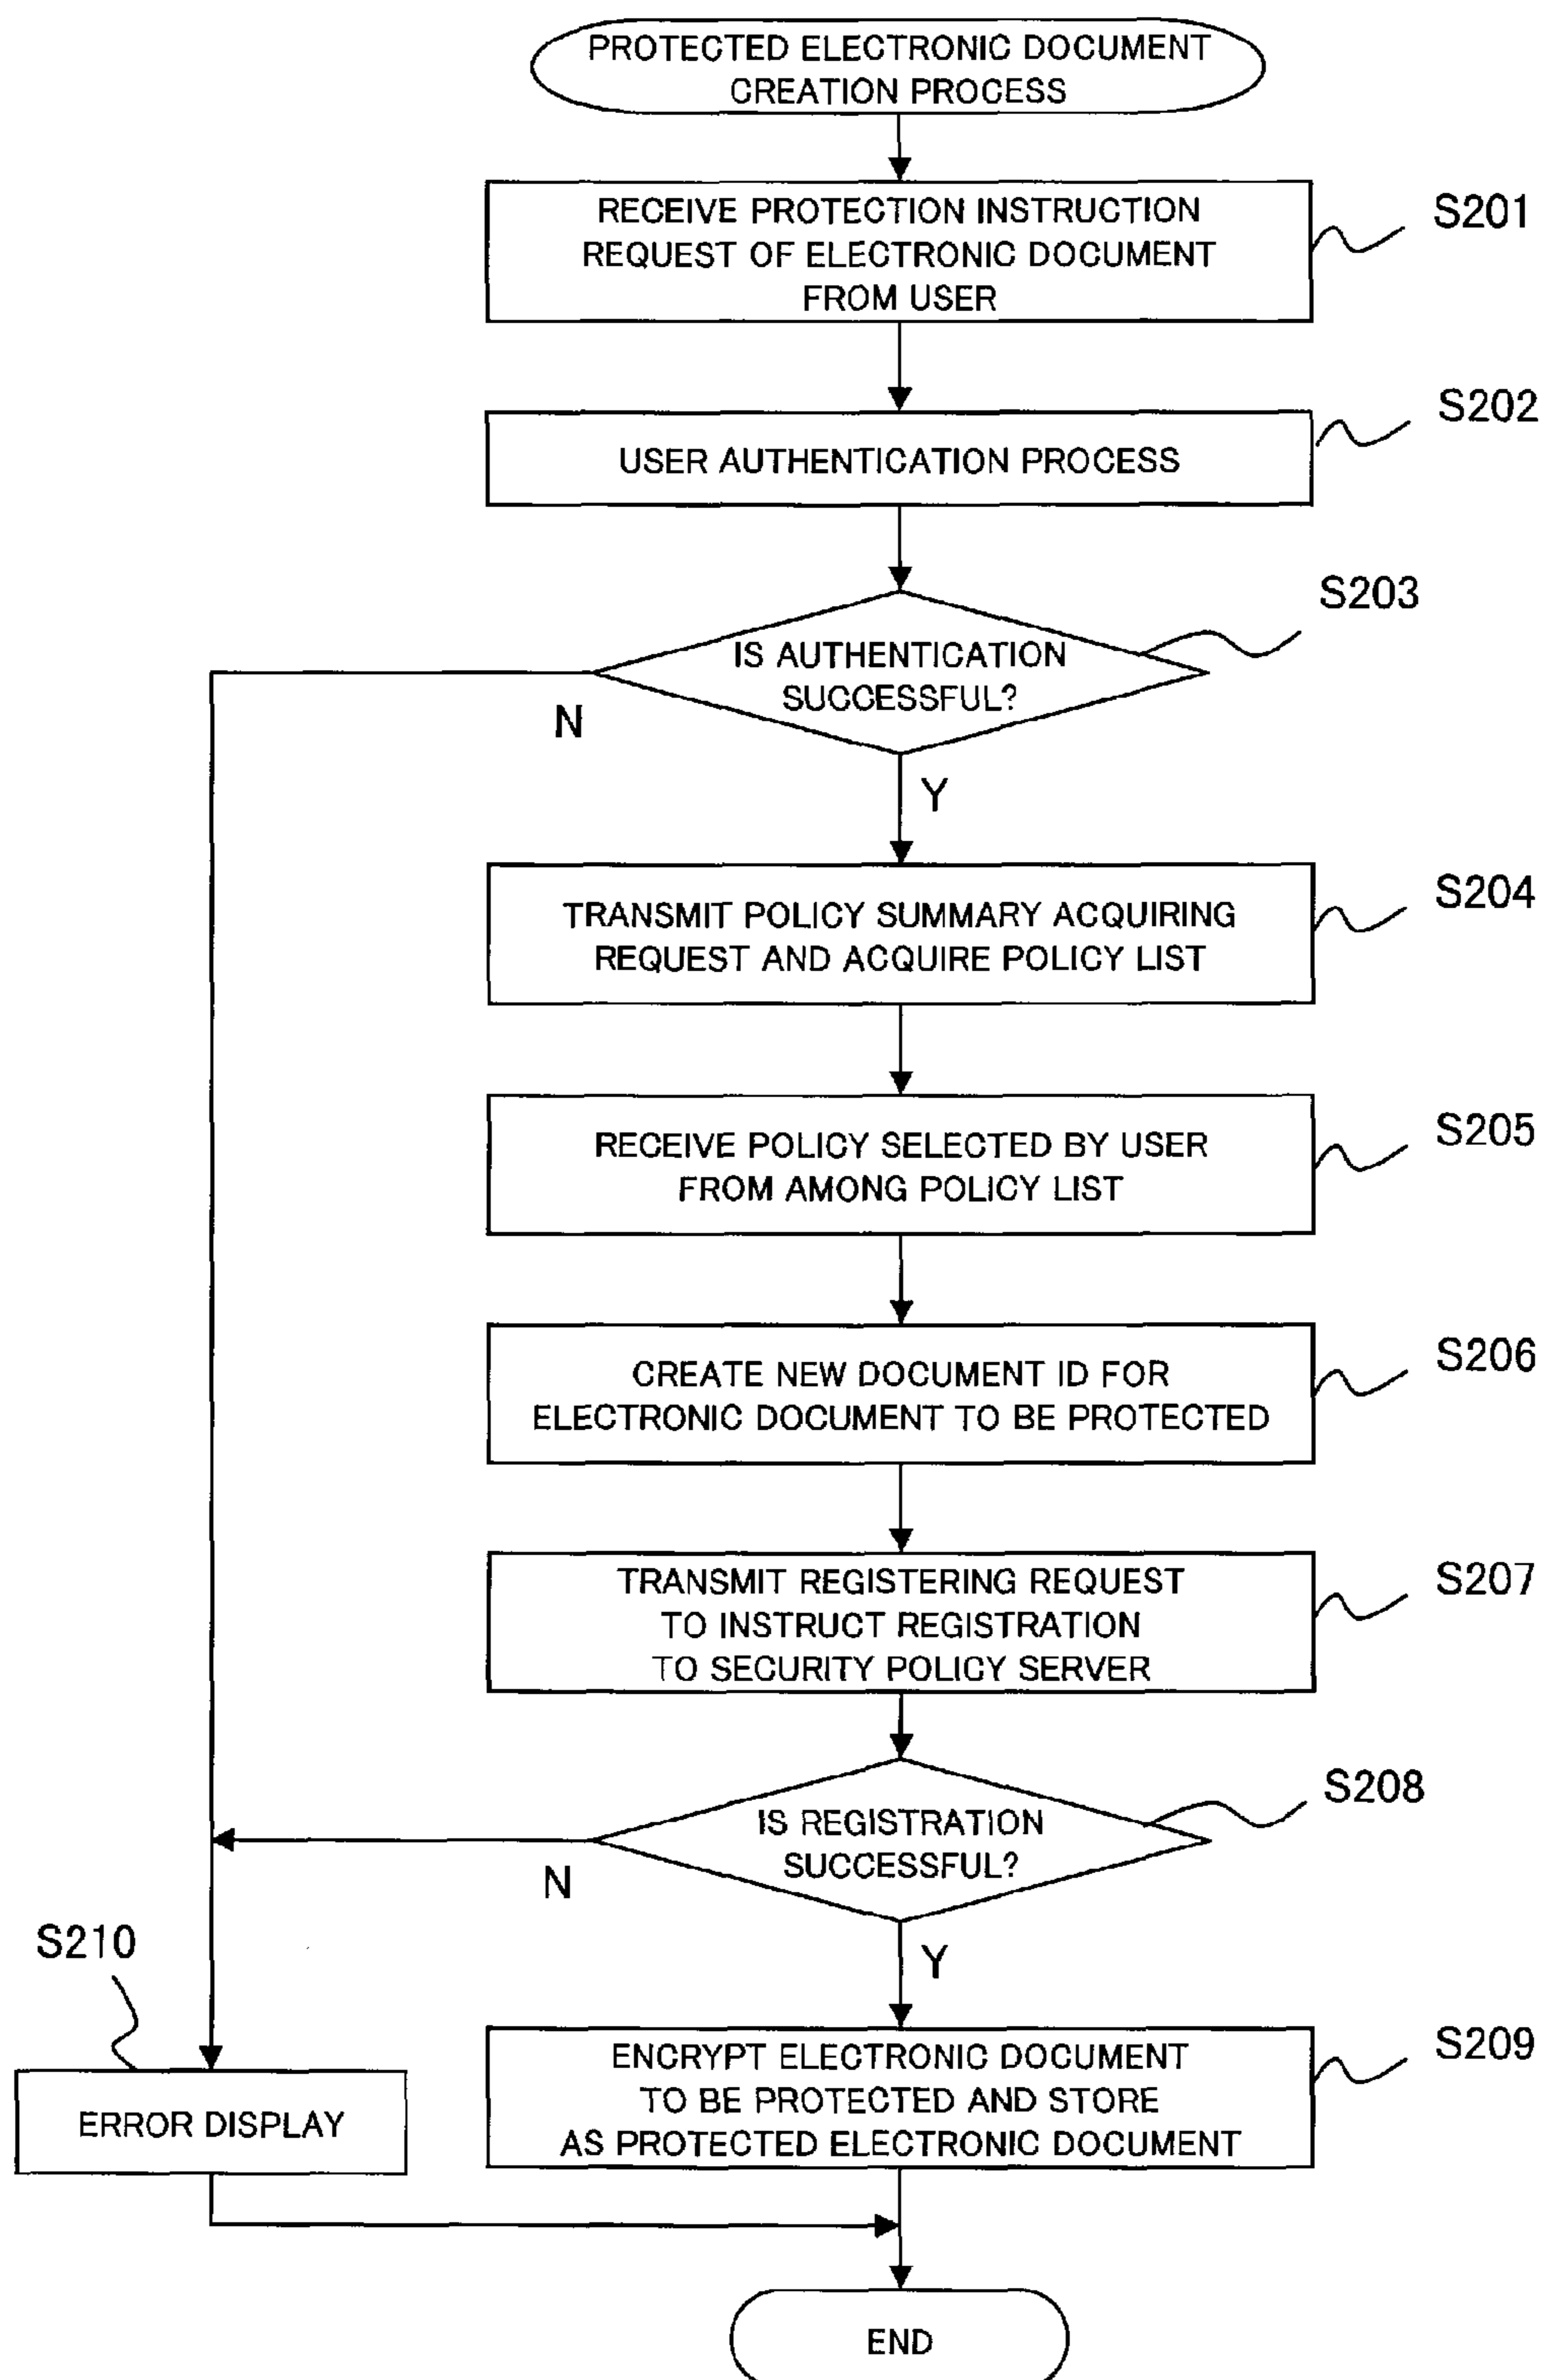 PROTECTED ELECTRONIC DOCUMENT
CREATION PROCESS
RECEIVE PROTECTION INSTRUCTION
REQUEST OF ELECTRONIC DOCUMENT
FROM USER
S201
USER AUTHENTICATION PROCESS
S202
IS AUTHENTICATION
SUCCESSFUL?
S203
N
Y
TRANSMIT POLICY SUMMARY ACQUIRING
REQUEST AND ACQUIRE POLICY LIST
S204
RECEIVE POLICY SELECTED BY USER
FROM AMONG POLICY LIST
S205
CREATE NEW DOCUMENT ID FOR
ELECTRONIC DOCUMENT TO BE PROTECTED
S206
TRANSMIT REGISTERING REQUEST
TO INSTRUCT REGISTRATION
TO SECURITY POLICY SERVER
S207
IS REGISTRATION
SUCCESSFUL?
S208
N
Y
S210
ERROR DISPLAY
ENCRYPT ELECTRONIC DOCUMENT
TO BE PROTECTED AND STORE
AS PROTECTED ELECTRONIC DOCUMENT
S209
END